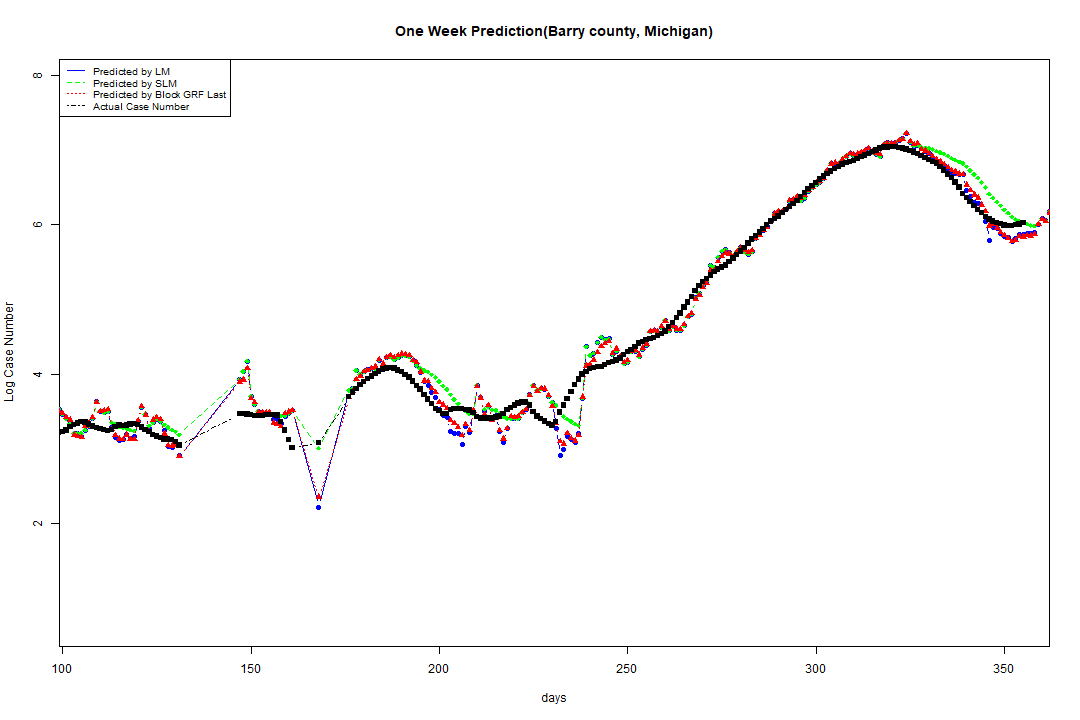 One Week Prediction(Barry county, Michigan)
Predicted by LM
Predicted by SLM
Predicted by Block GRF Last
Actual Case Number
8
6
4
2
Log Case Number
100 150 200 250 300 350
days